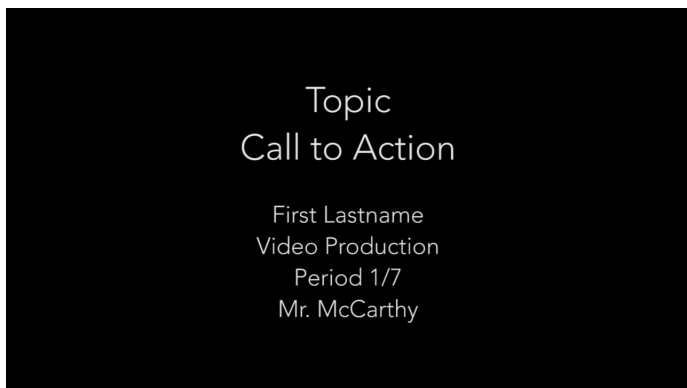 Topic
Call to Action
First Lastname
Video Production
Period 1/7
Mr. McCarthy